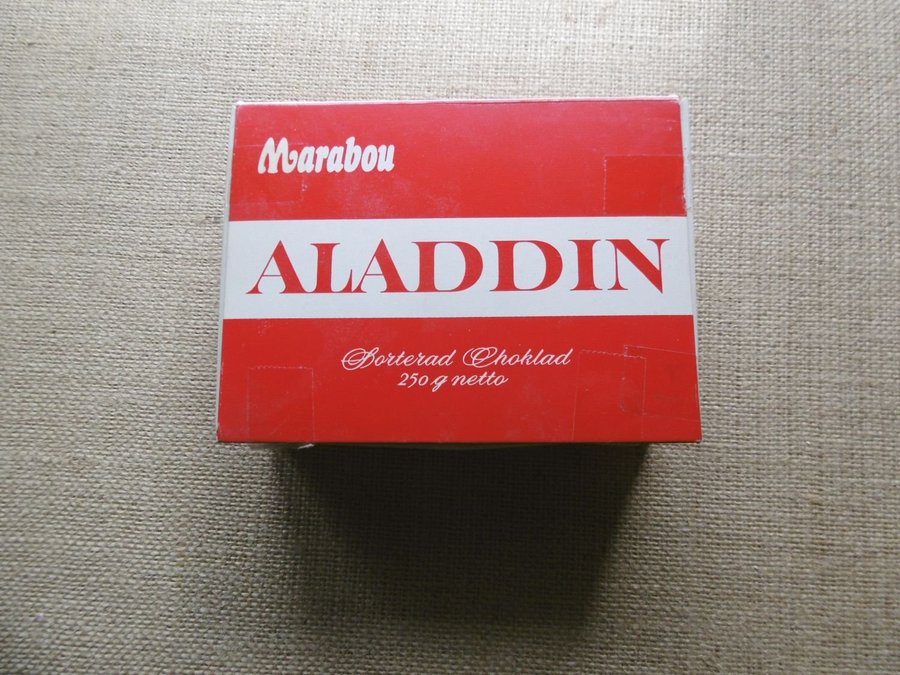 Marabou
ALADDIN
Sorterad Choklad
250 g netto